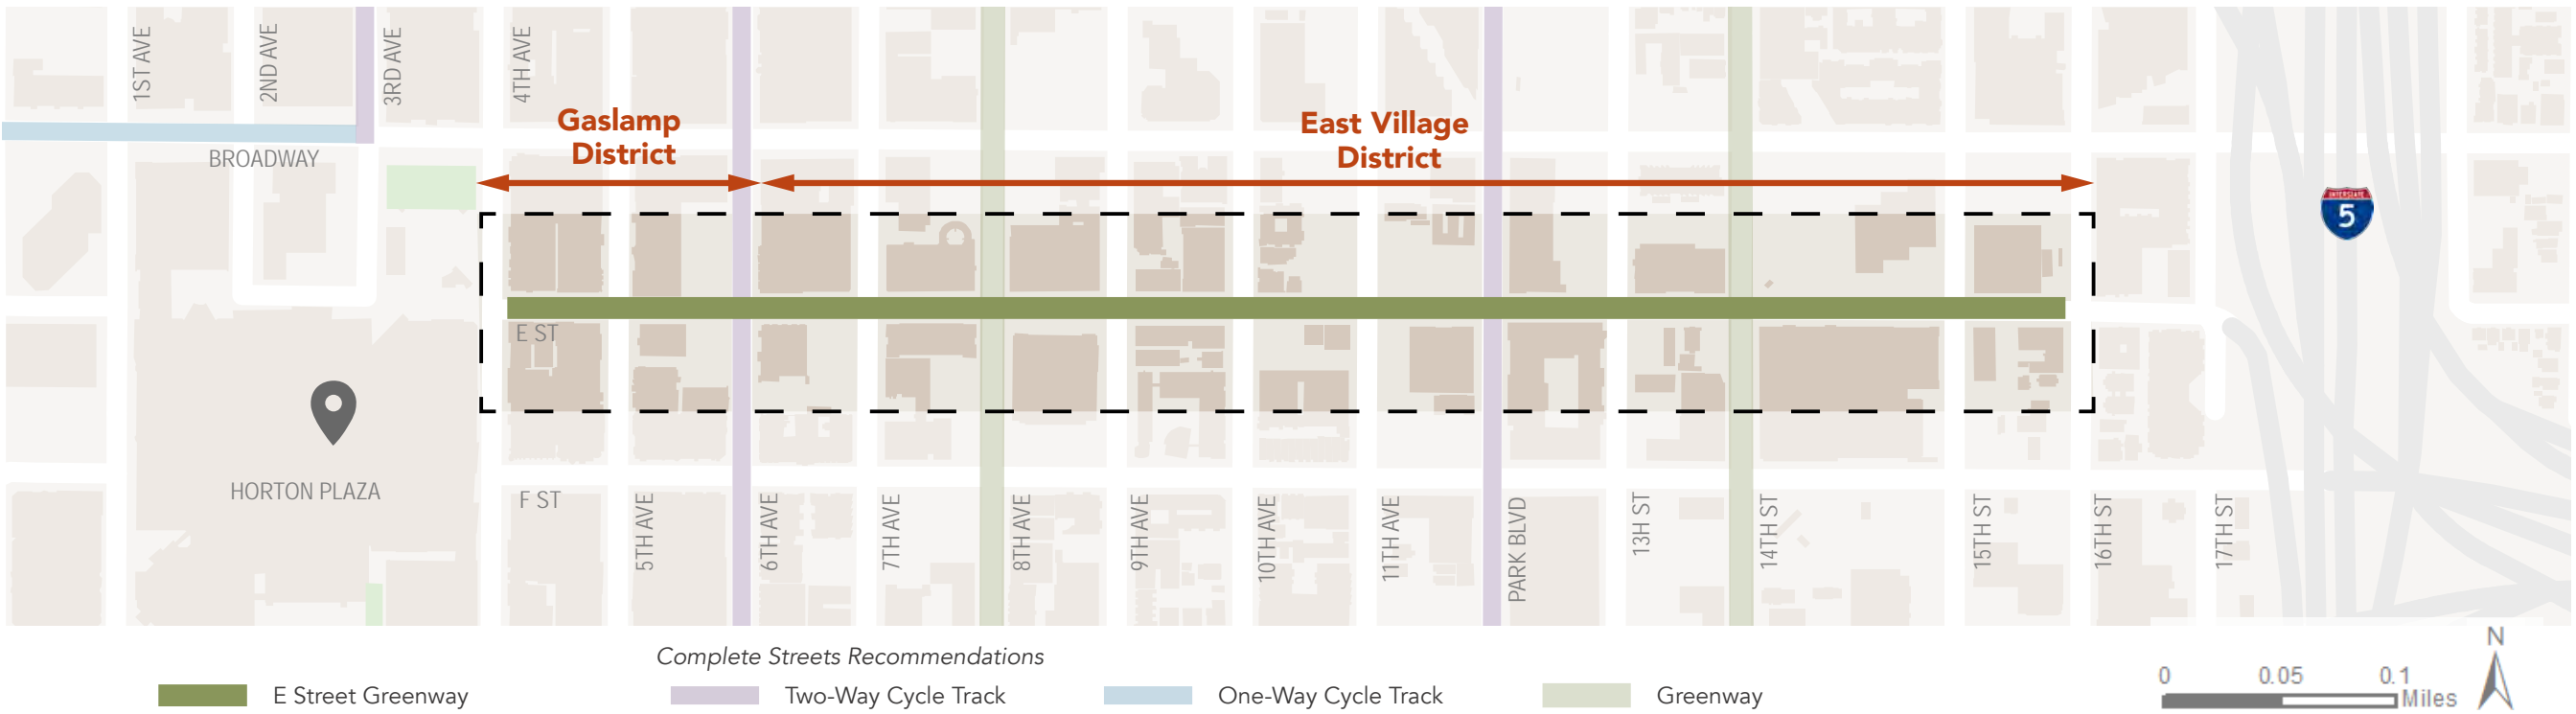 1ST AVE
2ND AVE
3RD AVE
4TH AVE
BROADWAY
Gaslamp
District
East Village
District
INTERSTATE
5
E ST
HORTON PLAZA
F ST
5TH AVE
6TH AVE
7TH AVE
8TH AVE
9TH AVE
10TH AVE
11TH AVE
PARK BLVD
13H ST
14TH ST
15TH ST
16TH ST
17TH ST
Complete Streets Recommendations
E Street Greenway
Two-Way Cycle Track
One-Way Cycle Track
Greenway
0 0.05 0.1
Miles
N